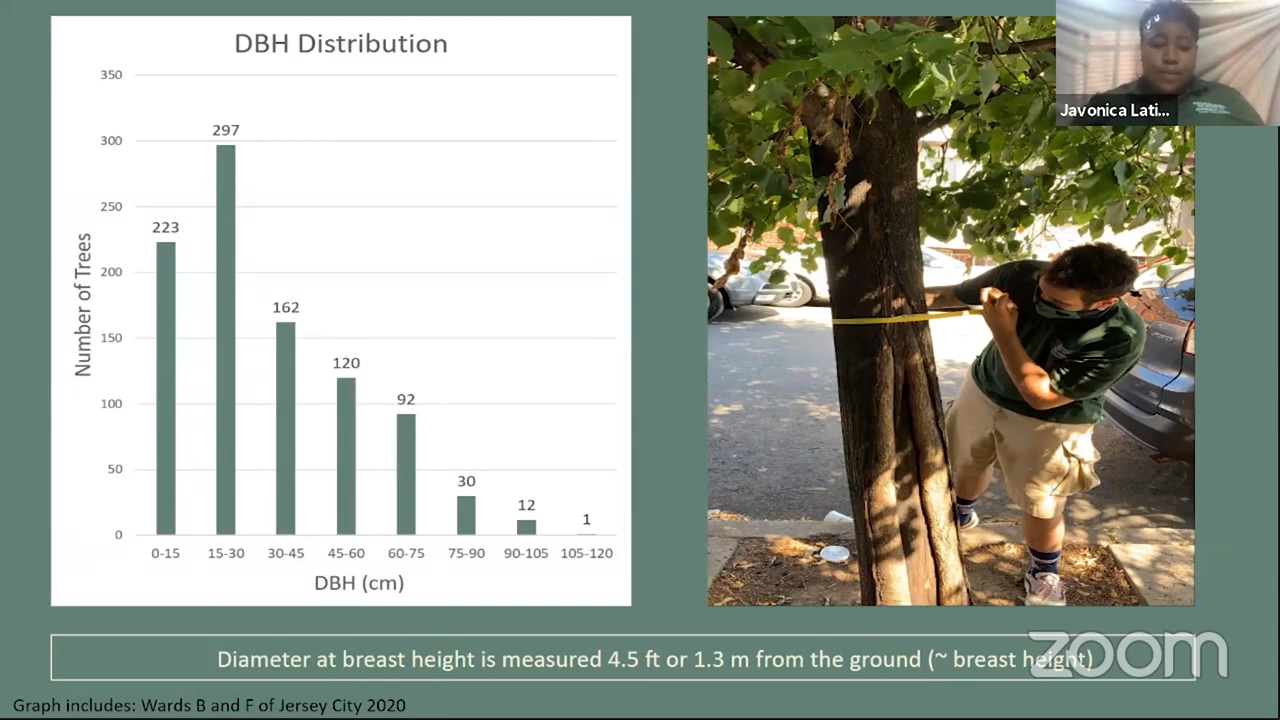 DBH Distribution
350
300
250
200
150
100
50
0
Number of Trees
223
297
162
120
92
30
12
1
0-15 15-30 30-45 45-60 60-75 75-90 90-105 105-120
DBH (cm)
Javonica Lati...
Diameter at breast height is measured 4.5 ft or 1.3 m from the ground (~ breast height)
zoom
Graph includes: Wards B and F of Jersey City 2020